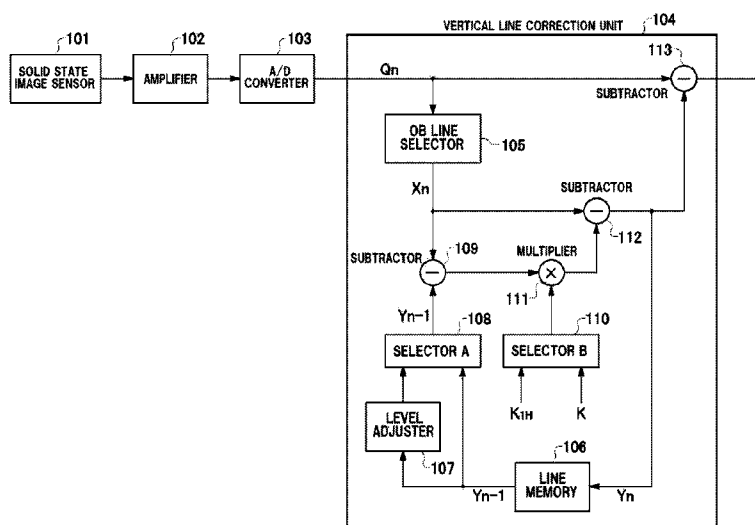 VERTICAL LINE CORRECTION UNIT
104
101
102
103
113
SOLID STATE
IMAGE SENSOR
AMPLIFIER
A/D
CONVERTER
Qn
SUBTRACTOR
OB LINE
SELECTOR
105
Xn
SUBTRACTOR
112
SUBTRACTOR
109
MULTIPLIER
111
Yn-1
108
110
SELECTOR A
SELECTOR B
K1H
K
LEVEL
ADJUSTER
107
106
LINE
MEMORY
Yn-1
Yn